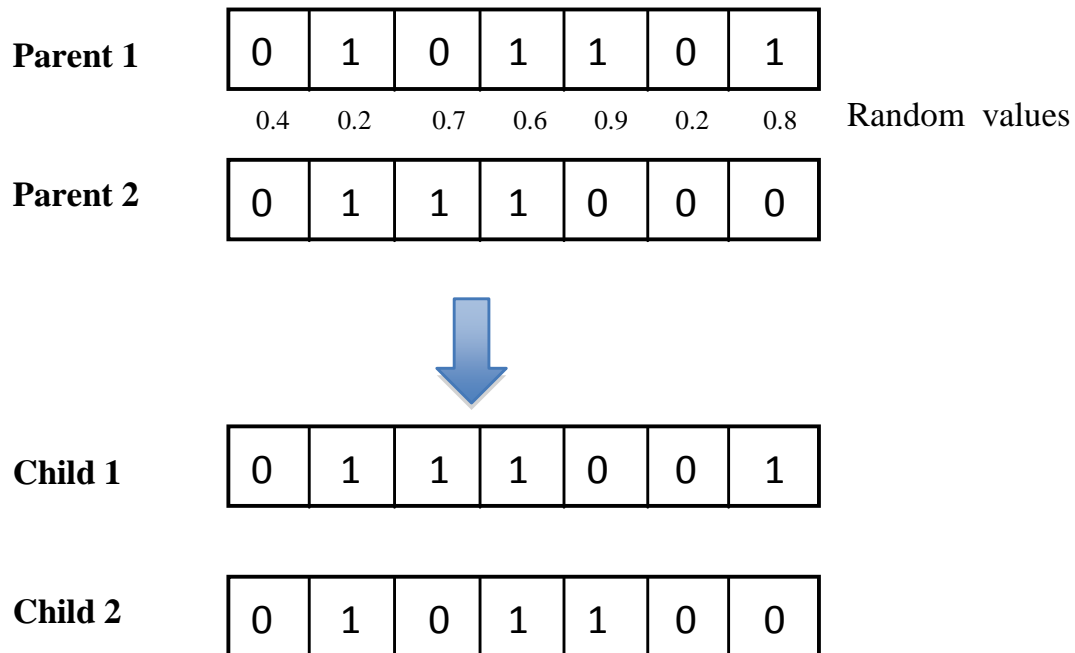 Parent 1 0 1 0 1 1 0 1
0.4 0.2 0.7 0.6 0.9 0.2 0.8 Random values
Parent 2 0 1 1 1 0 0 0
Child 1 0 1 1 1 0 0 1
Child 2 0 1 0 1 1 0 0